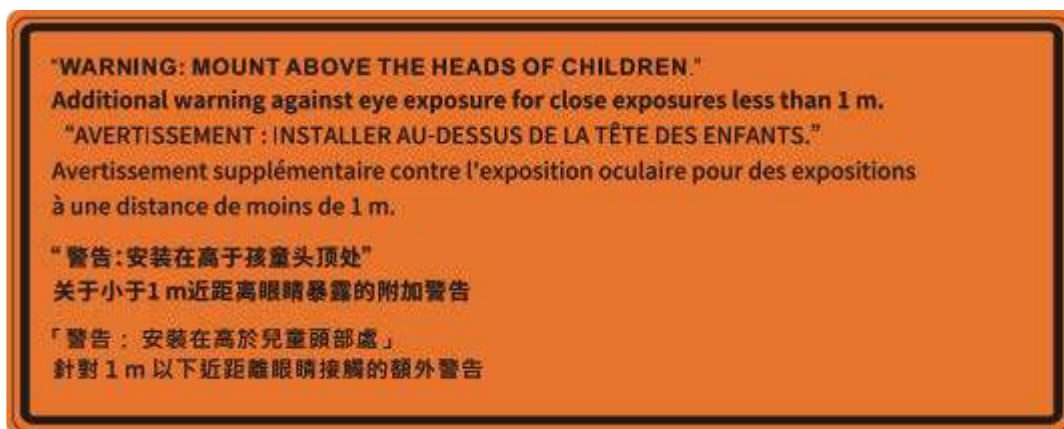 "WARNING: MOUNT ABOVE THE HEADS OF CHILDREN."
Additional warning against eye exposure for close exposures less than 1 m.
"AVERTISSEMENT : INSTALLER AU-DESSUS DE LA TÊTE DES ENFANTS."
Avertissement supplémentaire contre l'exposition oculaire pour des expositions
à une distance de moins de 1 m.
“警告:安装在高于孩童头顶处”
关于小于1 m近距离眼睛暴露的附加警告
「警告： 安裝在高於兒童頭部處」
針對 1 m 以下近距離眼睛接觸的額外警告